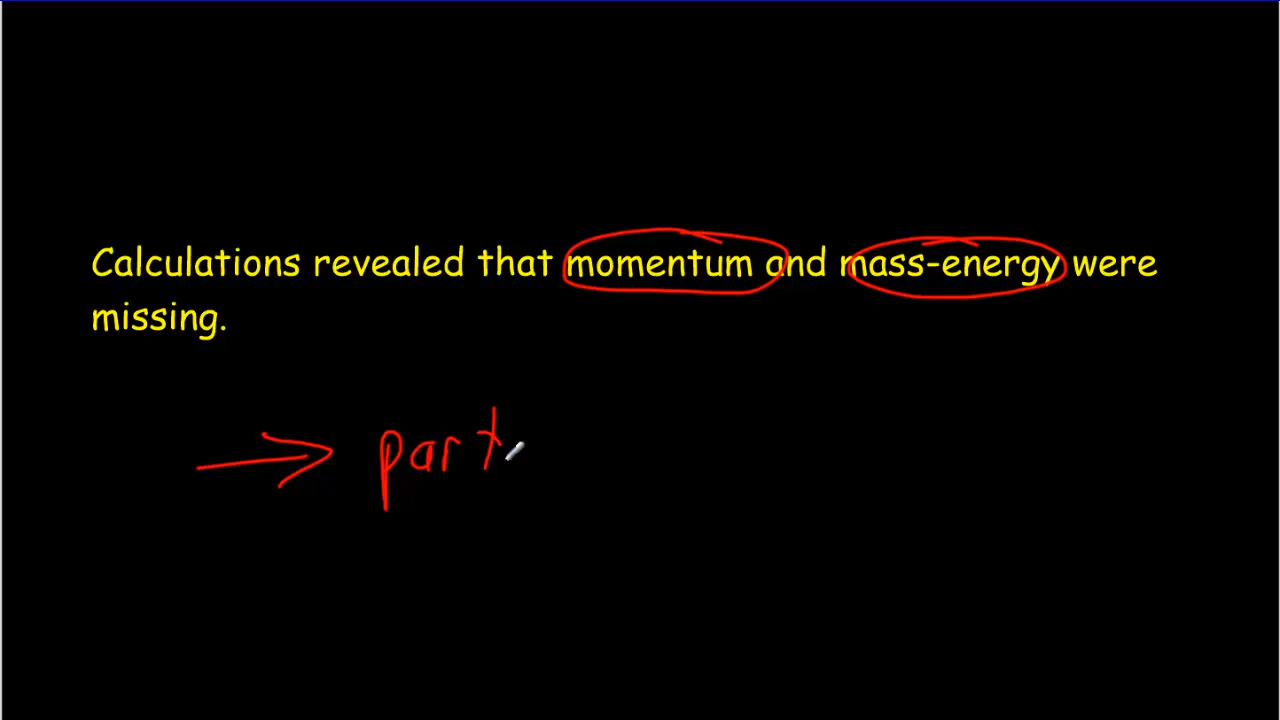 Calculations revealed that momentum and mass-energy were
missing.
→ part